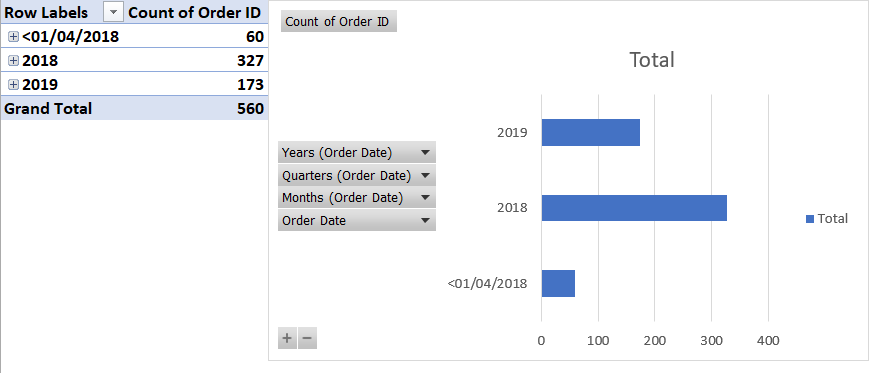 Row Labels Count of Order ID
<01/04/2018 60
2018 327
2019 173
Grand Total 560
Count of Order ID
Total
Years (Order Date)
Quarters (Order Date)
Months (Order Date)
Order Date
2019
2018
<01/04/2018
0 100 200 300 400
Total